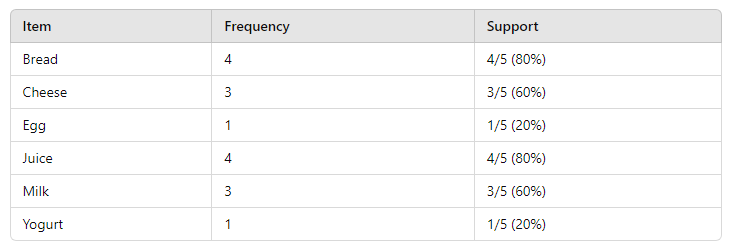 Item Frequency Support
Bread 4 4/5 (80%)
Cheese 3 3/5 (60%)
Egg 1 1/5 (20%)
Juice 4 4/5 (80%)
Milk 3 3/5 (60%)
Yogurt 1 1/5 (20%)